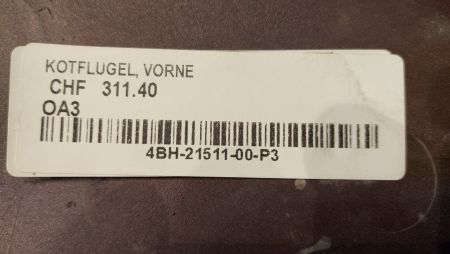 KOTFLUGEL, VORNE
CHF 311.40
OA3
4BH-21511-00-P3